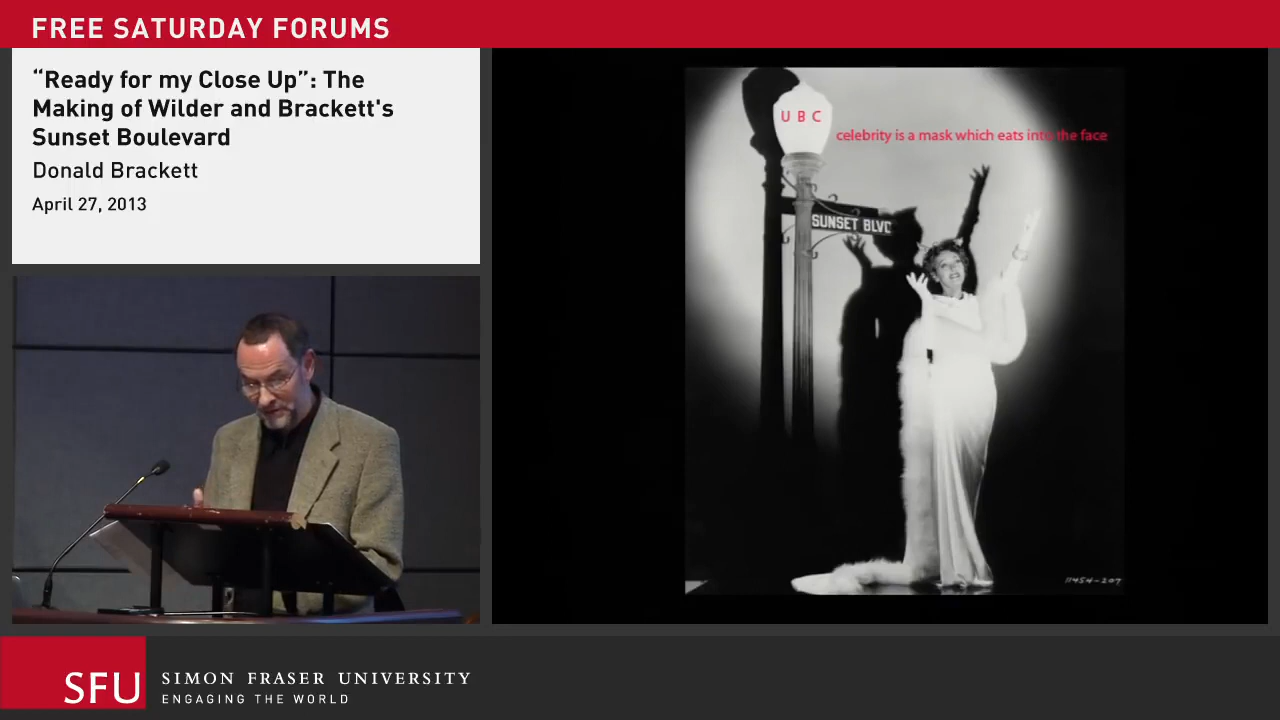 FREE SATURDAY FORUMS
“Ready for my Close Up”: The
Making of Wilder and Brackett's
Sunset Boulevard
Donald Brackett
April 27, 2013
U B C
celebrity is a mask which eats into the face
SUNSET BLVD
11454-207
SFU
SIMON FRASER UNIVERSITY
ENGAGING THE WORLD